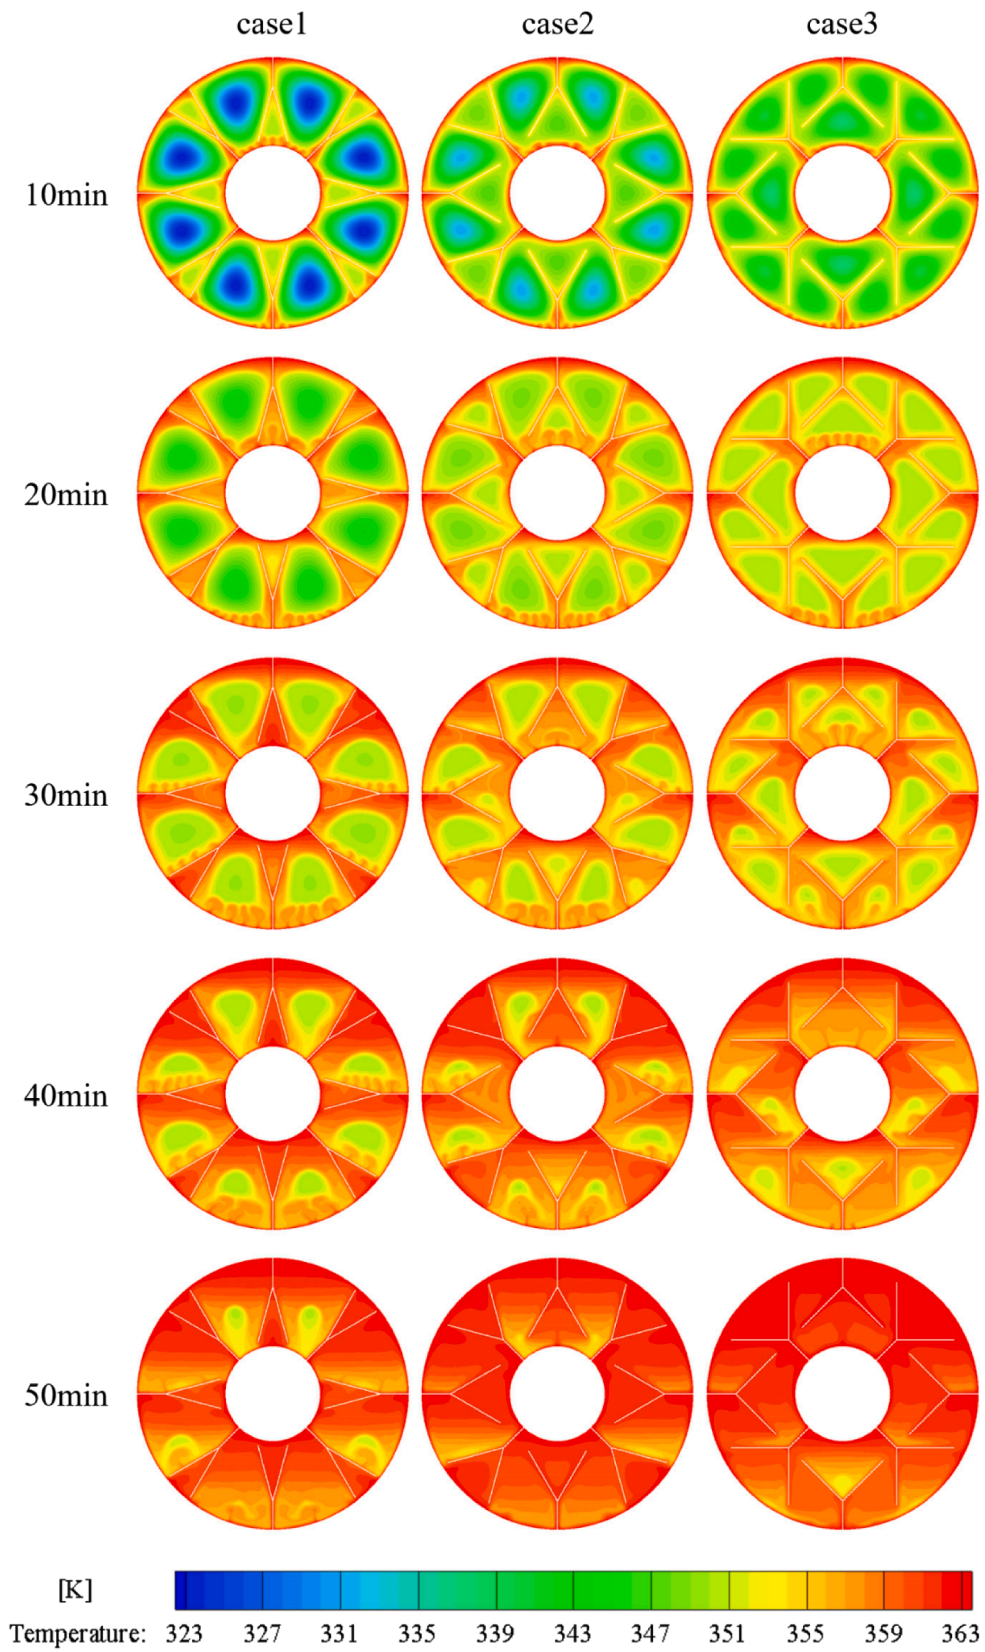 case1 case2 case3
10min
20min
30min
40min
50min
[K]
Temperature: 323 327 331 335 339 343 347 351 355 359 363